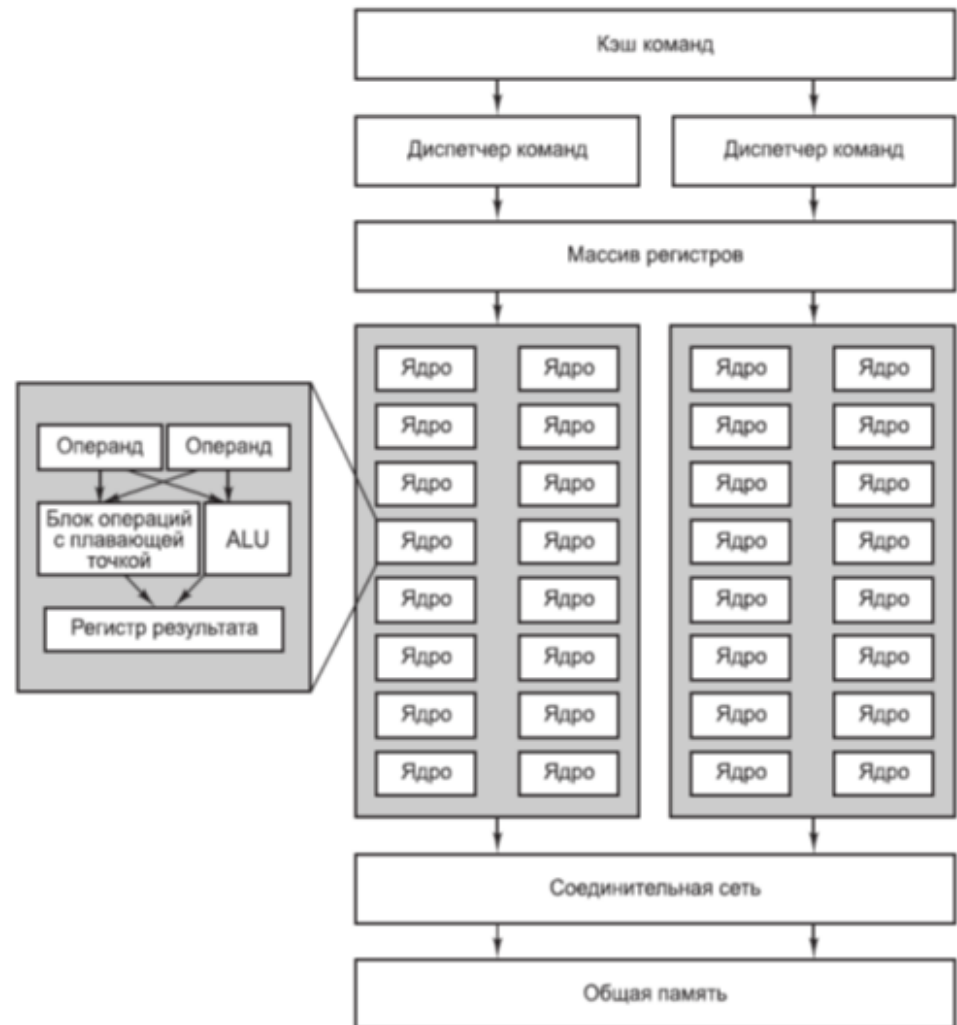 Кэш команд
Диспетчер команд Диспетчер команд
Массив регистров
Ядро Ядро Ядро Ядро
Ядро Ядро Ядро Ядро
Ядро Ядро Ядро Ядро
Ядро Ядро Ядро Ядро
Ядро Ядро Ядро Ядро
Ядро Ядро Ядро Ядро
Ядро Ядро Ядро Ядро
Ядро Ядро Ядро Ядро
Операнд Операнд
Блок операций
с плавающей
точкой
ALU
Регистр результата
Соединительная сеть
Общая память